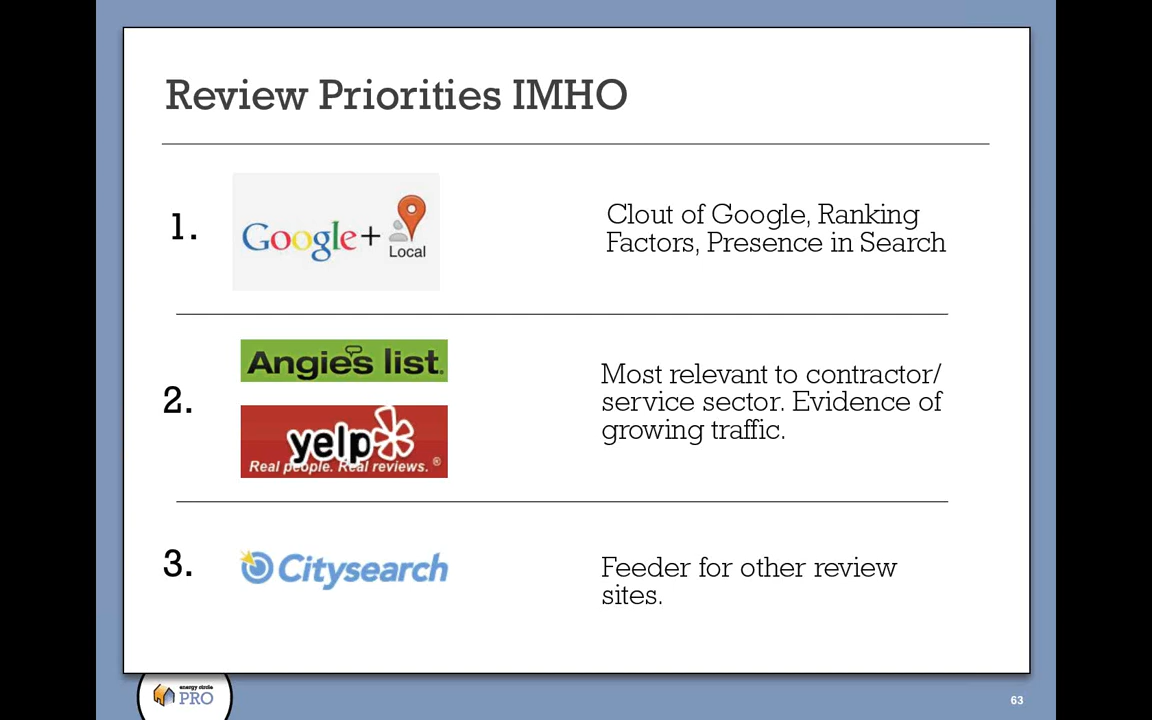 Review Priorities IMHO
1.
Google+
Local
Clout of Google, Ranking
Factors, Presence in Search
2.
Angie's list.
yelp
Real people. Real reviews. ®
Most relevant to contractor/
service sector. Evidence of
growing traffic.
3.
Citysearch
Feeder for other review
sites.
energy circle
PRO
63